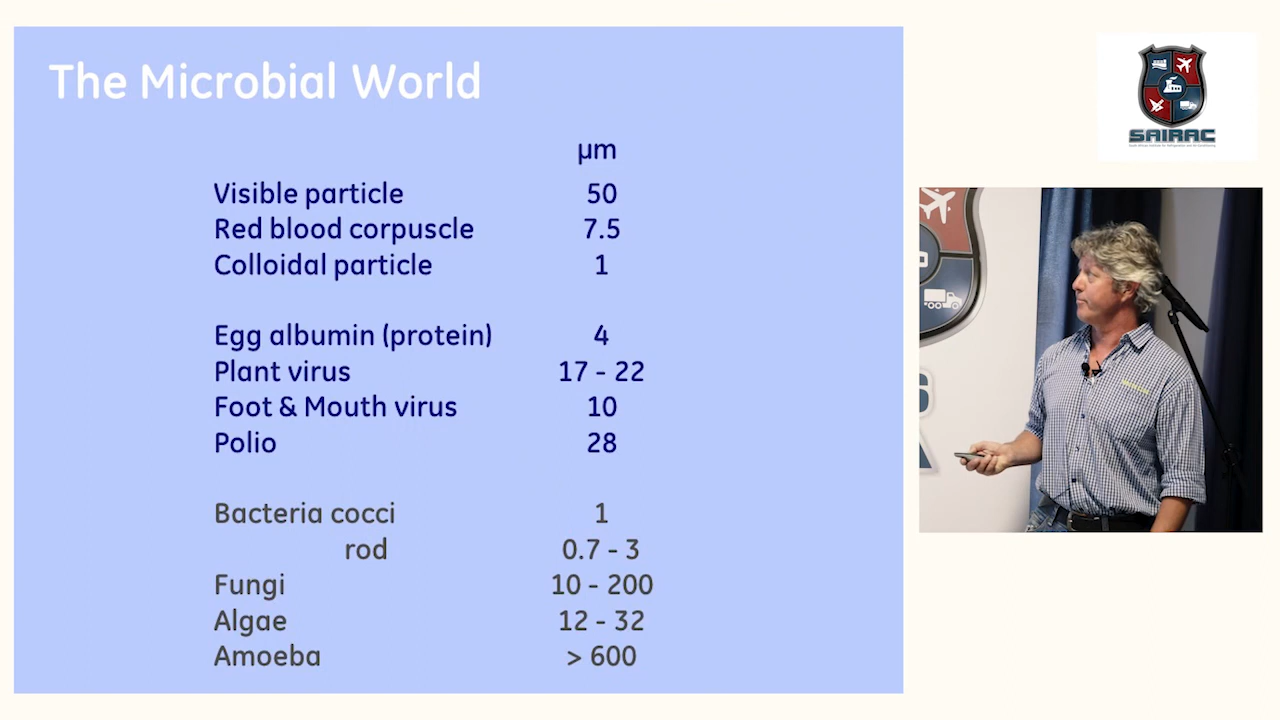 The Microbial World
µm
Visible particle 50
Red blood corpuscle 7.5
Colloidal particle 1
Egg albumin (protein) 4
Plant virus 17 - 22
Foot & Mouth virus 10
Polio 28
Bacteria cocci 1
rod 0.7 - 3
Fungi 10 - 200
Algae 12 - 32
Amoeba > 600
SAIRAC